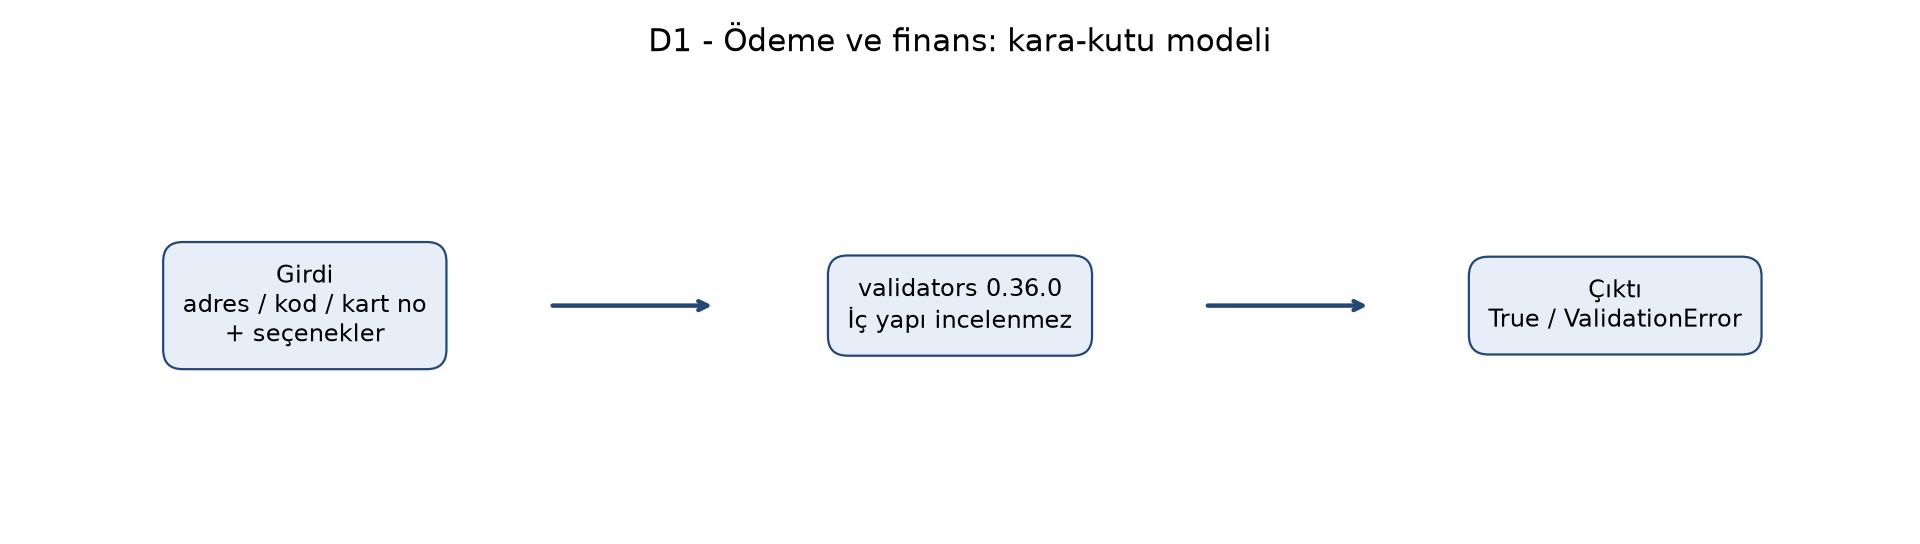 D1 - Ödeme ve finans: kara-kutu modeli
Girdi
adres / kod / kart no
+ seçenekler
validators 0.36.0
İç yapı incelenmez
Çıktı
True / ValidationError